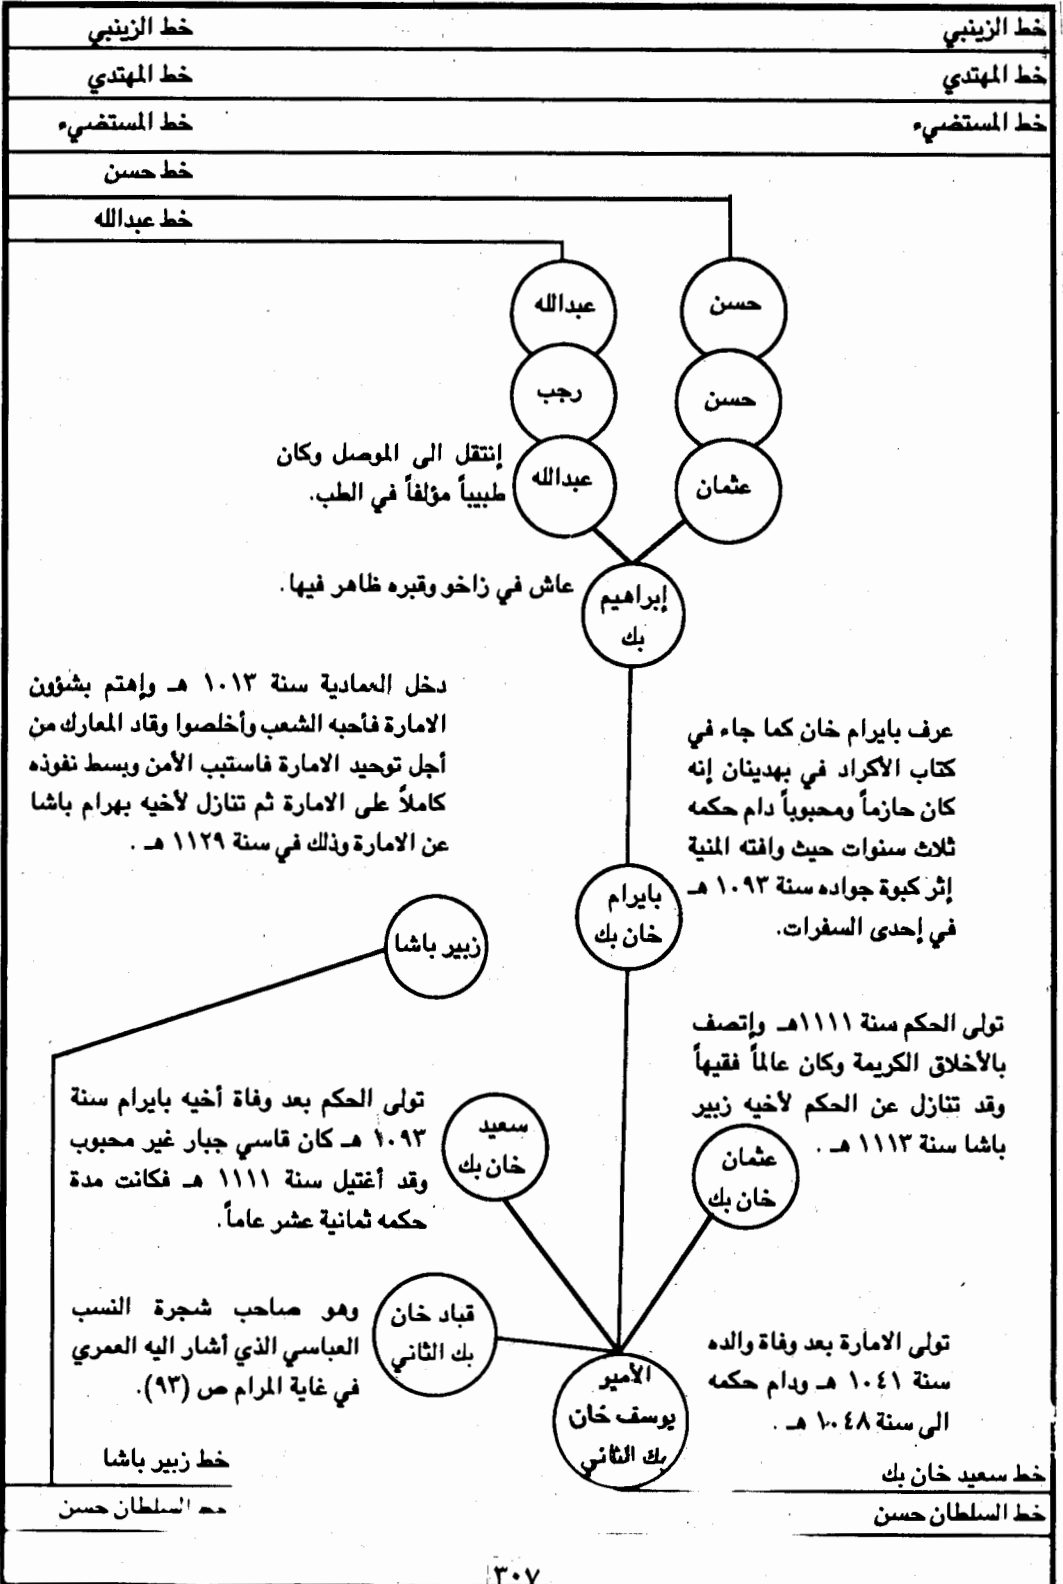 خط الزينبي
خط الزينبي
خط المهتدي
خط المهتدي
خط المستضيء
خط المستضيء
خط حسن
خط عبدالله
حسن
عبدالله
حسن
رجب
عثمان
عبدالله
إنتقل الى الموصل وكان
طبيباً مؤلفاً في الطب.
إبراهيم
بك
عاش في زاخو وقبره ظاهر فيها.
دخل العمادية سنة ١٠١٣ هـ وإهتم بشؤون
الامارة فأحبه الشعب وأخلصوا وقاد المعارك من
أجل توحيد الامارة فاستبب الأمن وبسط نفوذه
كاملاً على الامارة ثم تنازل لأخيه بهرام باشا
عن الامارة وذلك في سنة ١١٢٩ هـ .
عرف بايرام خان كما جاء في
كتاب الأكراد في بهدينان إنه
كان حازماً ومحبوباً دام حكمه
ثلاث سنوات حيث وافته المنية
إثر كبوة جواده سنة ١٠٩٣ هـ
في إحدى السفرات.
بايرام
خان بك
زبير باشا
تولى الحكم سنة ١١١١هـ وإتصف
بالأخلاق الكريمة وكان عالماً فقيهاً
وقد تنازل عن الحكم لأخيه زبير
باشا سنة ١١١٣ هـ .
عثمان
خان بك
سعيد
خان بك
تولى الحكم بعد وفاة أخيه بايرام سنة
١٠٩٣ هـ كان قاسي جبار غير محبوب
وقد أغتيل سنة ١١١١ هـ فكانت مدة
حكمه ثمانية عشر عاماً.
قباد خان
بك الثاني
وهو صاحب شجرة النسب
العباسي الذي أشار اليه العمري
في غاية المرام ص (٩٣).
تولى الامارة بعد وفاة والده
سنة ١٠٤١ هـ ودام حكمه
الى سنة ١٠٤٨ هـ .
الأمير
يوسف خان
بك الثاني
خط سعيد خان بك
خط زبير باشا
خط السلطان حسن
خط السلطان حسن
٣٠٧